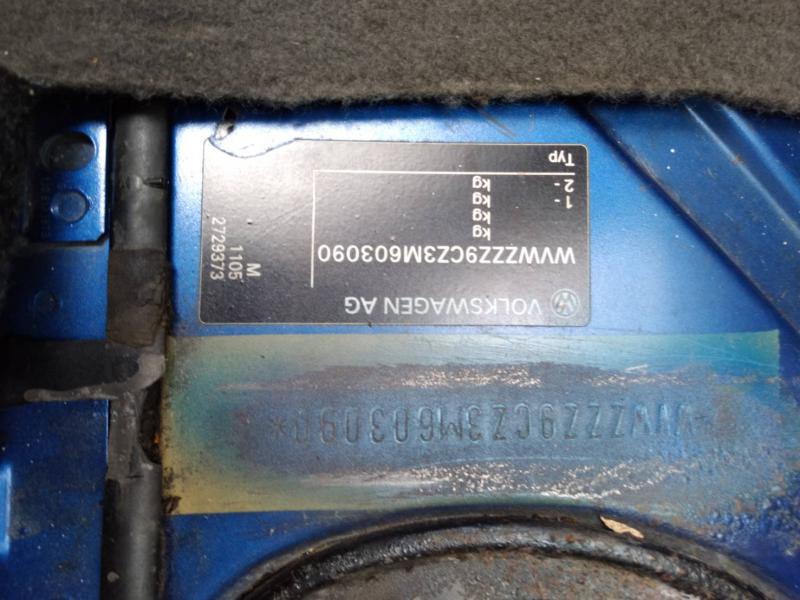 VOLKSWAGEN AG
WVWZZZ9CZ3M603090
kg
kg
1 - kg
2 - kg
Typ
M
1105
2729373
WVWZZZ9CZ3M603090*